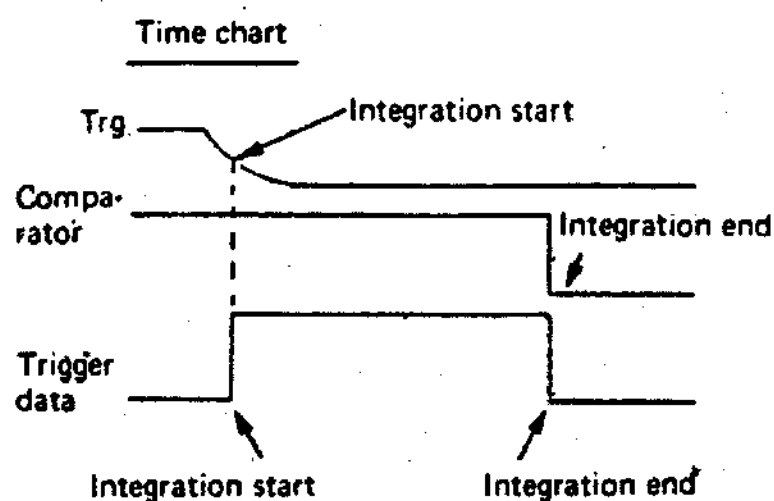 Time chart
Trg
Integration start
Compa-
rator
Integration end
Trigger
data
Integration start
Integration end